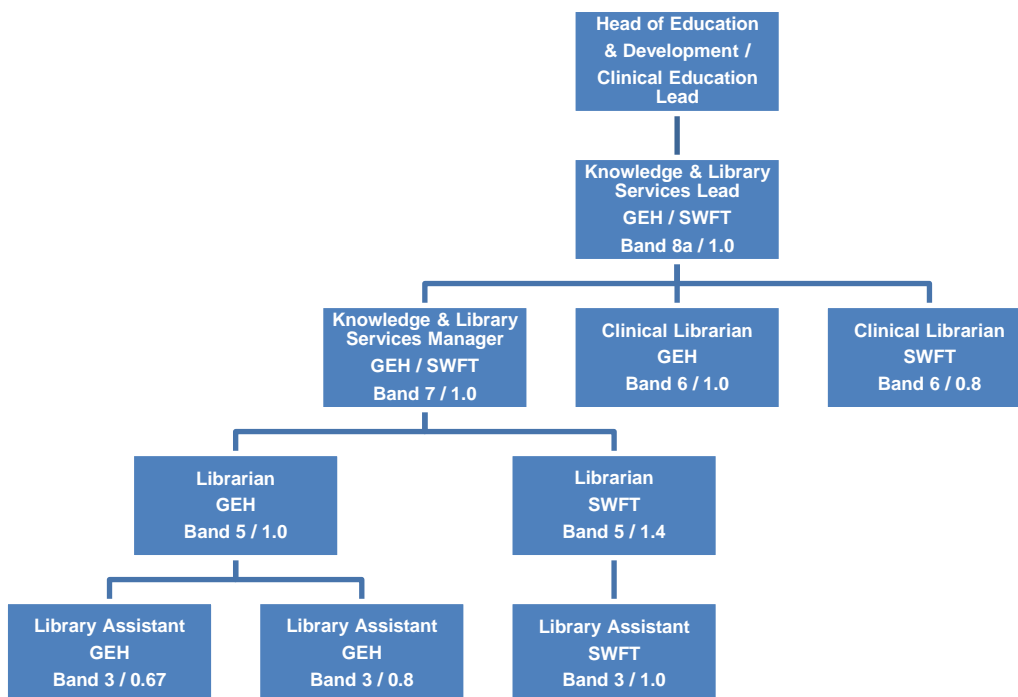 Head of Education
& Development /
Clinical Education
Lead
Knowledge & Library
Services Lead
GEH / SWFT
Band 8a / 1.0
Knowledge & Library
Services Manager
GEH / SWFT
Band 7 / 1.0
Clinical Librarian
GEH
Band 6 / 1.0
Clinical Librarian
SWFT
Band 6 / 0.8
Librarian
GEH
Band 5 / 1.0
Librarian
SWFT
Band 5 / 1.4
Library Assistant
GEH
Band 3 / 0.67
Library Assistant
GEH
Band 3 / 0.8
Library Assistant
SWFT
Band 3 / 1.0